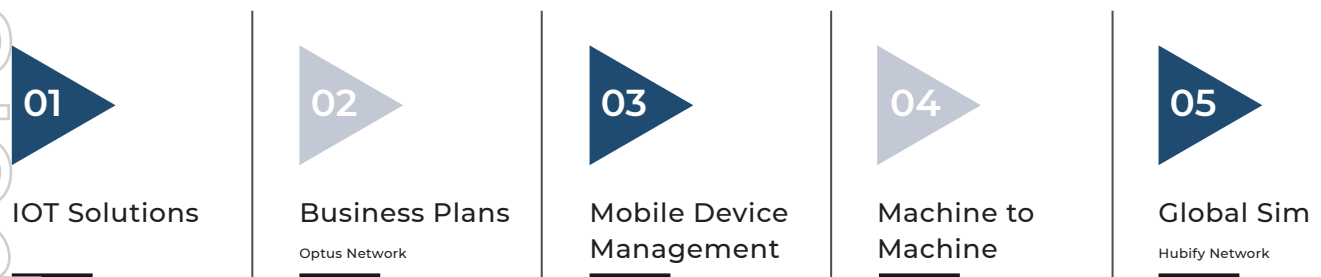 01
IOT Solutions
02
Business Plans
Optus Network
03
Mobile Device
Management
04
Machine to
Machine
05
Global Sim
Hubify Network